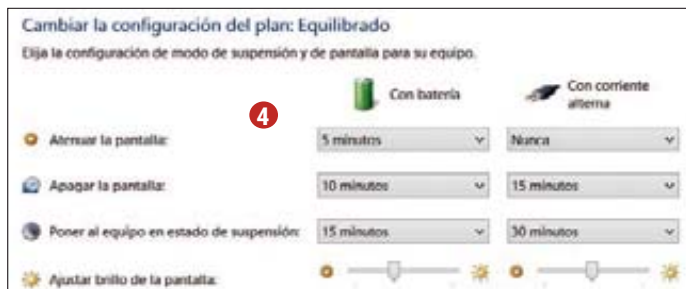 Cambiar la configuración del plan: Equilibrado
Elija la configuración de modo de suspensión y de pantalla para su equipo.
Con batería
Con corriente alterna
4
Atenuar la pantalla: 5 minutos Nunca
Apagar la pantalla: 10 minutos 15 minutos
Poner al equipo en estado de suspensión: 15 minutos 30 minutos
Ajustar brillo de la pantalla: